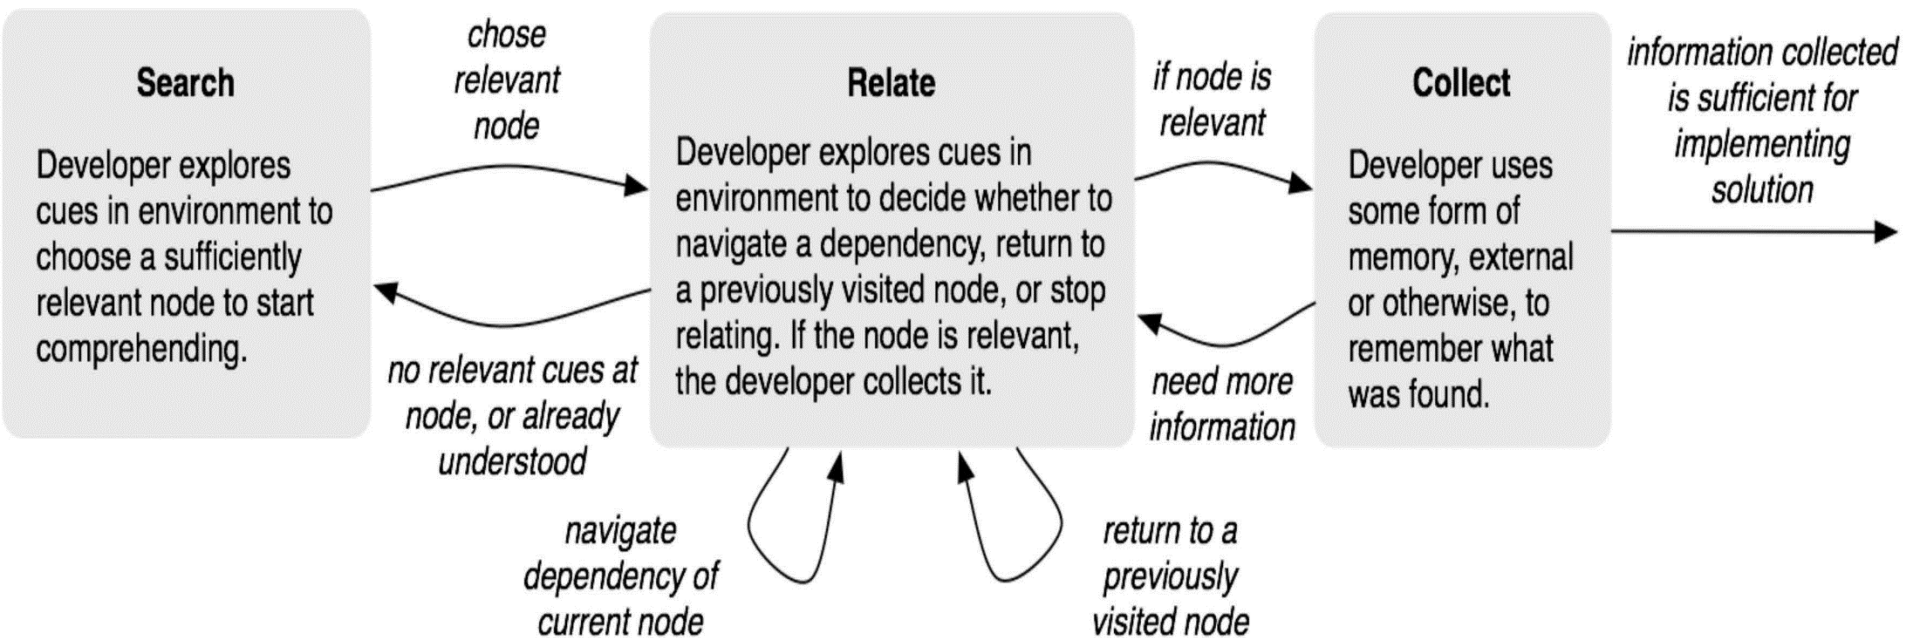 Search
Developer explores
cues in environment to
choose a sufficiently
relevant node to start
comprehending.
chose
relevant
node
no relevant cues at
node, or already
understood
Relate
Developer explores cues in
environment to decide whether to
navigate a dependency, return to
a previously visited node, or stop
relating. If the node is relevant,
the developer collects it.
navigate
dependency of
current node
return to a
previously
visited node
if node is
relevant
need more
information
Collect
Developer uses
some form of
memory, external
or otherwise, to
remember what
was found.
information collected
is sufficient for
implementing
solution